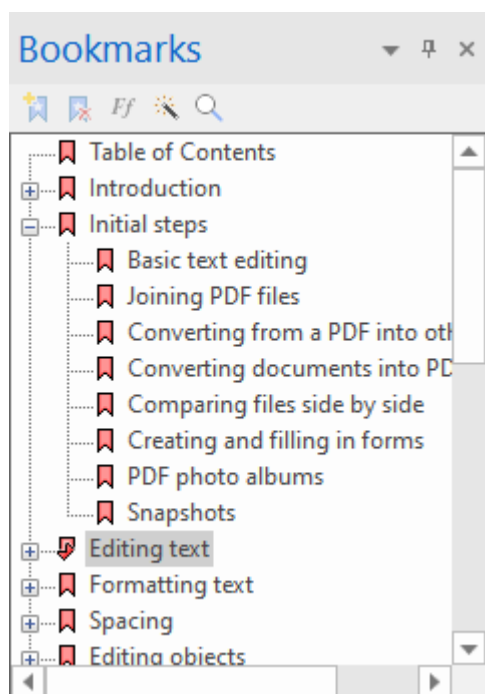 Bookmarks
Ff
Table of Contents
Introduction
Initial steps
Basic text editing
Joining PDF files
Converting from a PDF into oth
Converting documents into PD
Comparing files side by side
Creating and filling in forms
PDF photo albums
Snapshots
Editing text
Formatting text
Spacing
Editing objects